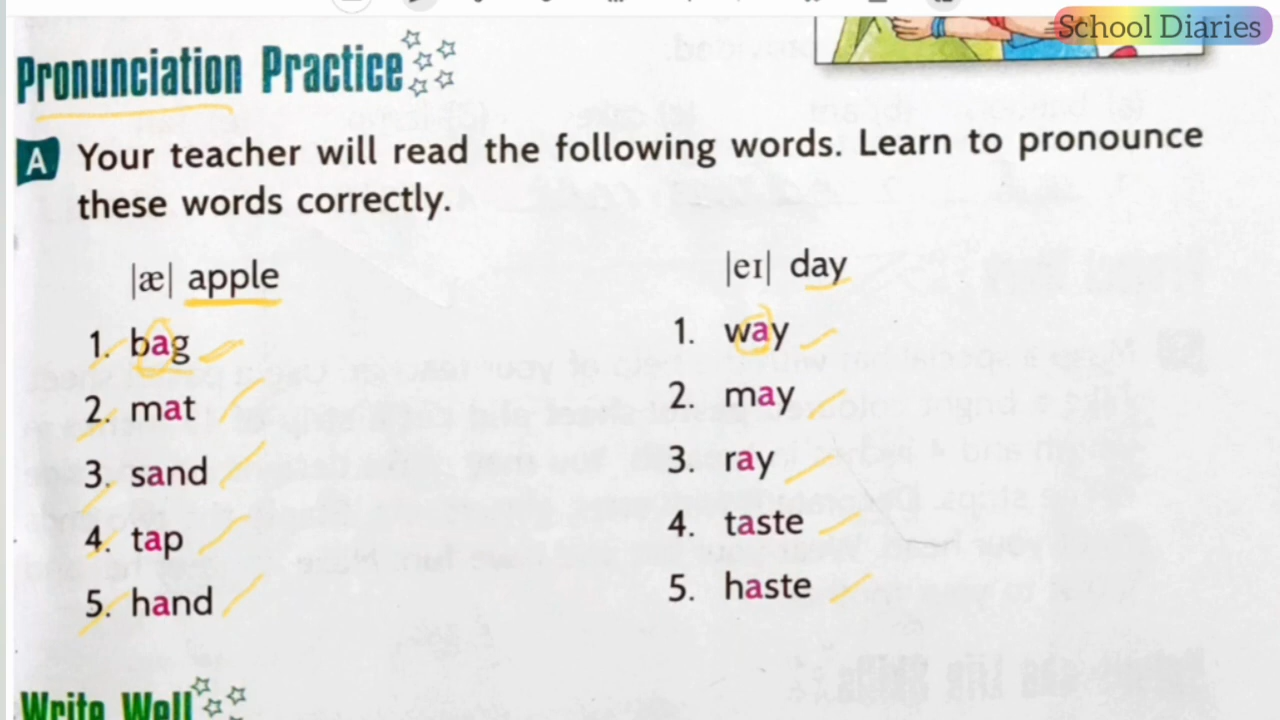 School Diaries
Pronunciation Practice
A Your teacher will read the following words. Learn to pronounce
these words correctly.
|æ| apple
1. bag
2. mat
3. sand
4. tap
5. hand
|eɪ| day
1. way
2. may
3. ray
4. taste
5. haste
Write Well